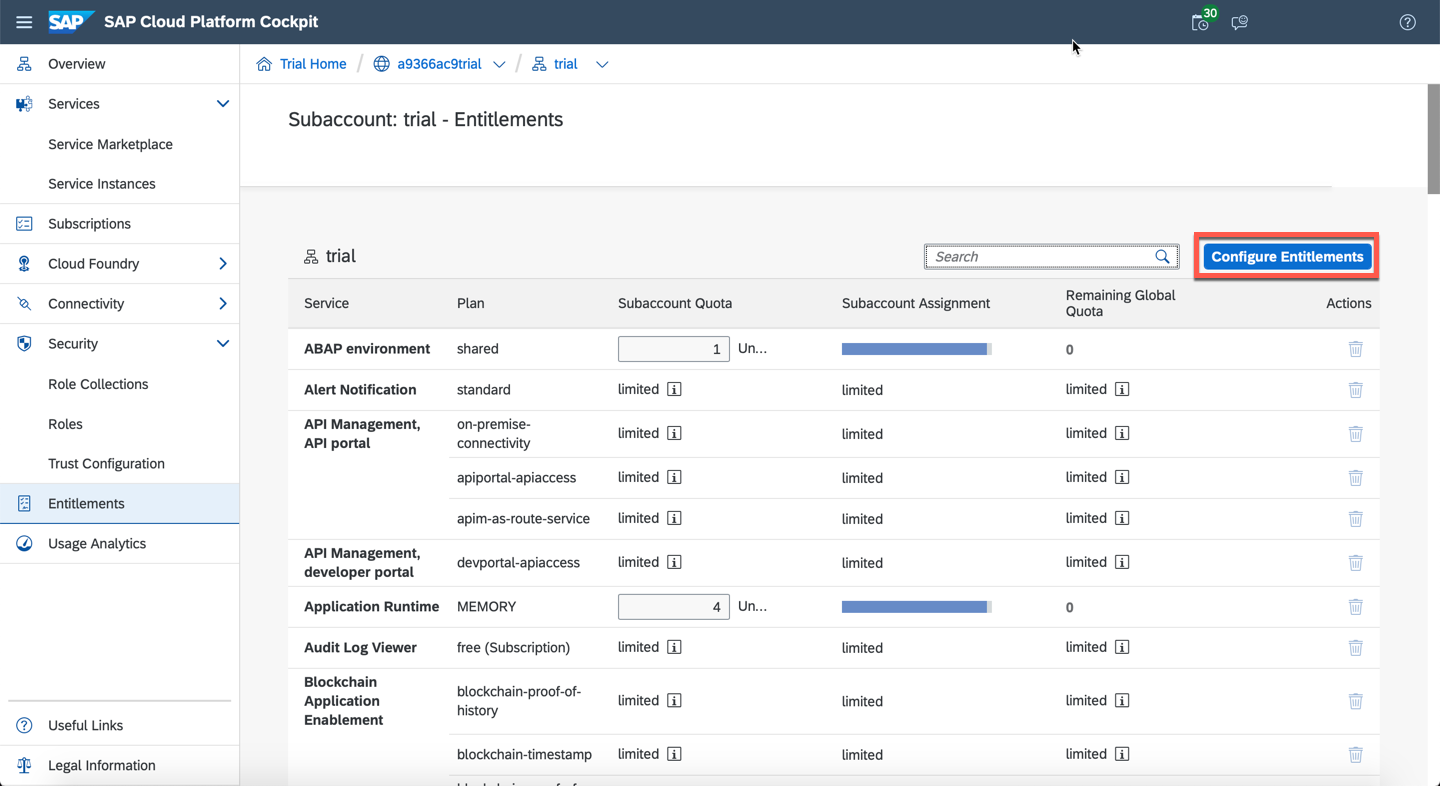 SAP SAP Cloud Platform Cockpit 30
Overview
Services
Service Marketplace
Service Instances
Subscriptions
Cloud Foundry
Connectivity
Security
Role Collections
Roles
Trust Configuration
Entitlements
Usage Analytics
Useful Links
Legal Information
Trial Home / a9366ac9trial / trial
Subaccount: trial - Entitlements
trial Search Configure Entitlements
Service Plan Subaccount Quota Subaccount Assignment Remaining Global Actions
Quota
ABAP environment shared 1 Un... 0
Alert Notification standard limited limited limited
API Management, on-premise-
API portal connectivity limited limited limited
apiportal-apiaccess limited limited limited
apim-as-route-service limited limited limited
API Management,
developer portal devportal-apiaccess limited limited limited
Application Runtime MEMORY 4 Un... 0
Audit Log Viewer free (Subscription) limited limited limited
Blockchain
Application blockchain-proof-of-
Enablement history limited limited limited
blockchain-timestamp limited limited limited